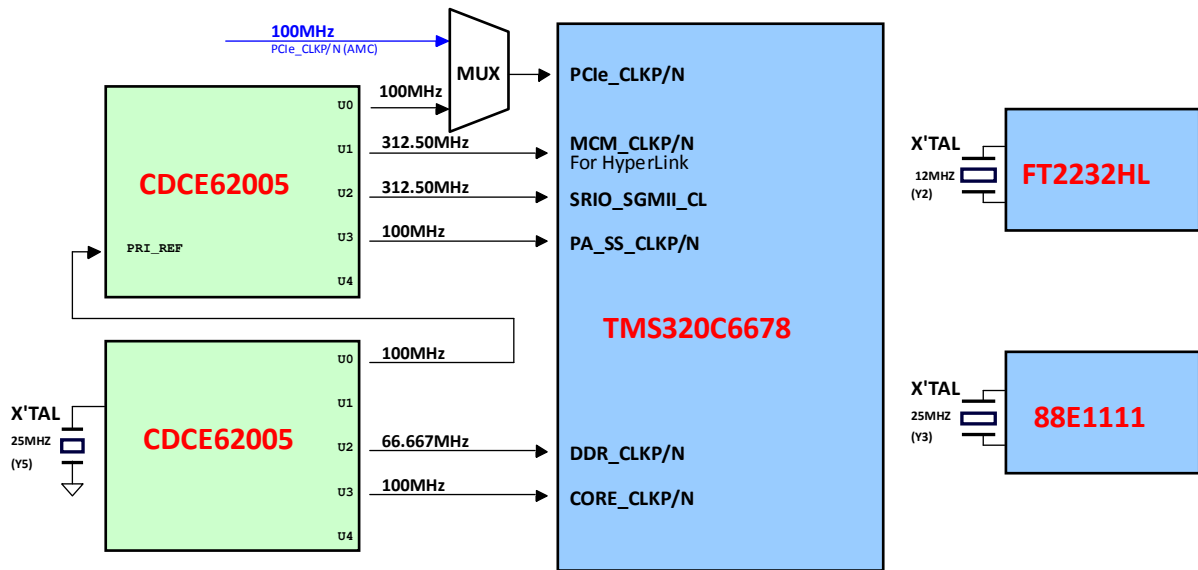 100MHz
PCIe_CLKP/N (AMC)
MUX
PCIe_CLKP/N
U0
100MHz
U1
312.50MHz
MCM_CLKP/N
For HyperLink
CDCE62005
U2
312.50MHz
SRIO_SGMII_CL
U3
100MHz
PA_SS_CLKP/N
PRI_REF
U4
TMS320C6678
U0
100MHz
U1
X'TAL
25MHZ
(Y5)
CDCE62005
U2
66.667MHz
DDR_CLKP/N
U3
100MHz
CORE_CLKP/N
U4
X'TAL
12MHZ
(Y2)
FT2232HL
X'TAL
25MHZ
(Y3)
88E1111